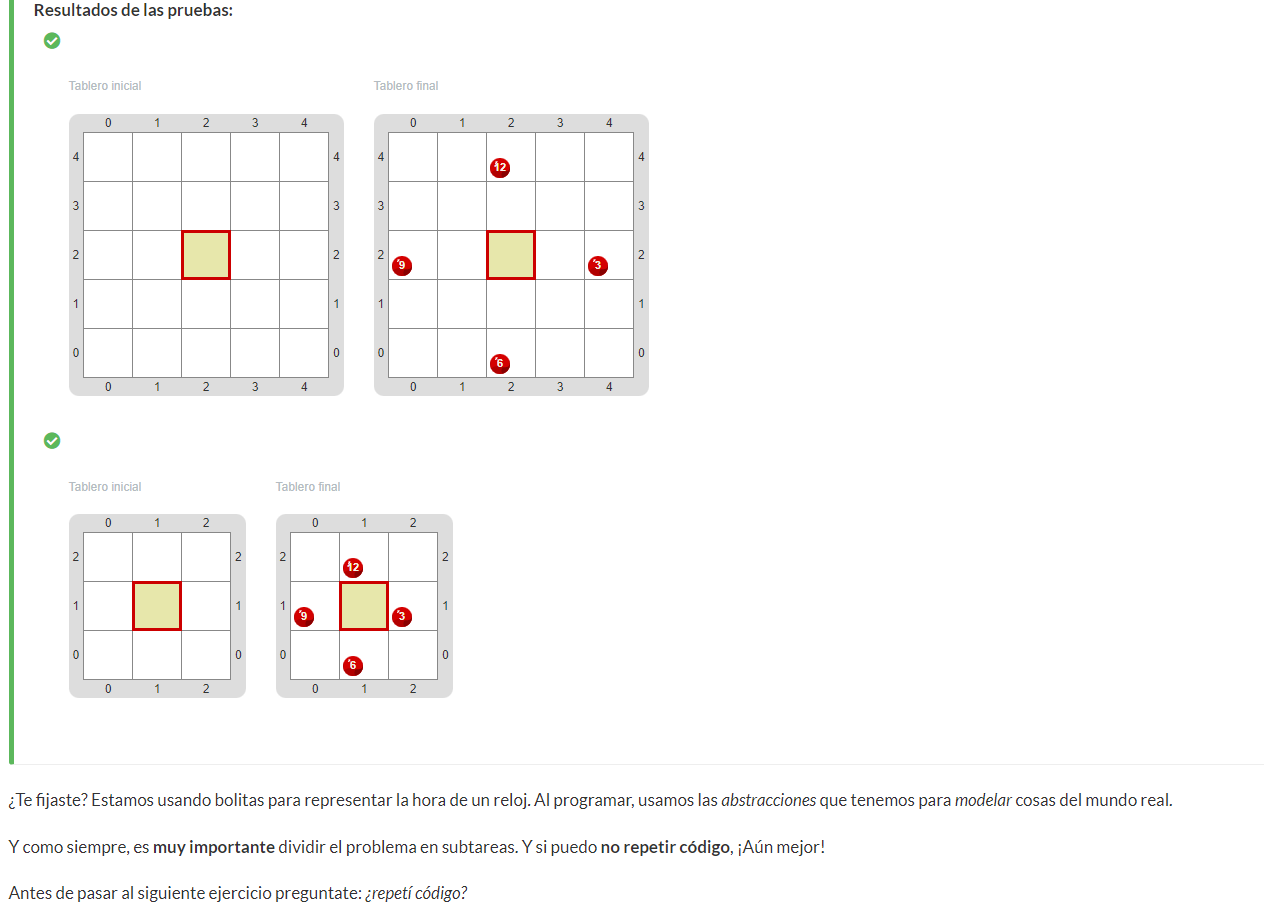 Resultados de las pruebas:
Tablero inicial Tablero final
0 1 2 3 4 0 1 2 3 4
4 4 4 12 4
3 3 3 3
2 2 2 9 3 2
1 1 1 1
0 0 0 6 0
0 1 2 3 4 0 1 2 3 4
Tablero inicial Tablero final
0 1 2 0 1 2
2 2 2 12 2
1 1 1 9 3 1
0 0 0 6 0
0 1 2 0 1 2
¿Te fijaste? Estamos usando bolitas para representar la hora de un reloj. Al programar, usamos las abstracciones que tenemos para modelar cosas del mundo real.
Y como siempre, es muy importante dividir el problema en subtareas. Y si puedo no repetir código, ¡Aún mejor!
Antes de pasar al siguiente ejercicio preguntate: ¿repetí código?